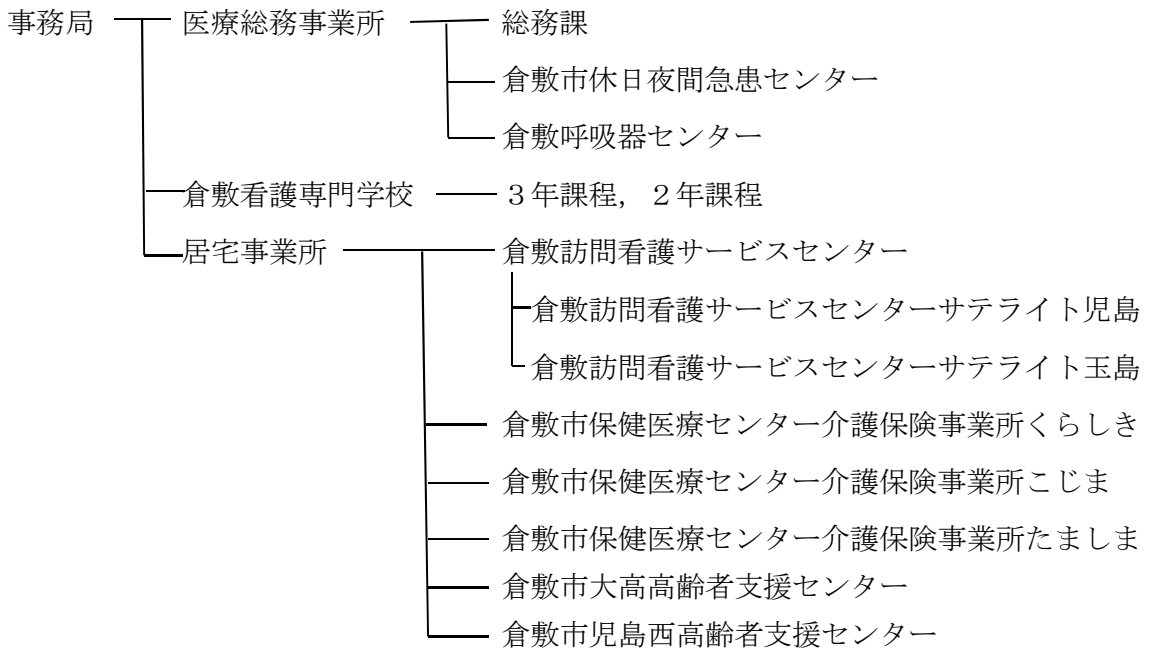 事務局 医療総務事業所 総務課
倉敷市休日夜間急患センター
倉敷呼吸器センター
倉敷看護専門学校 3年課程，2年課程
居宅事業所 倉敷訪問看護サービスセンター
倉敷訪問看護サービスセンターサテライト児島
倉敷訪問看護サービスセンターサテライト玉島
倉敷市保健医療センター介護保険事業所くらしき
倉敷市保健医療センター介護保険事業所こじま
倉敷市保健医療センター介護保険事業所たましま
倉敷市大高高齢者支援センター
倉敷市児島西高齢者支援センター